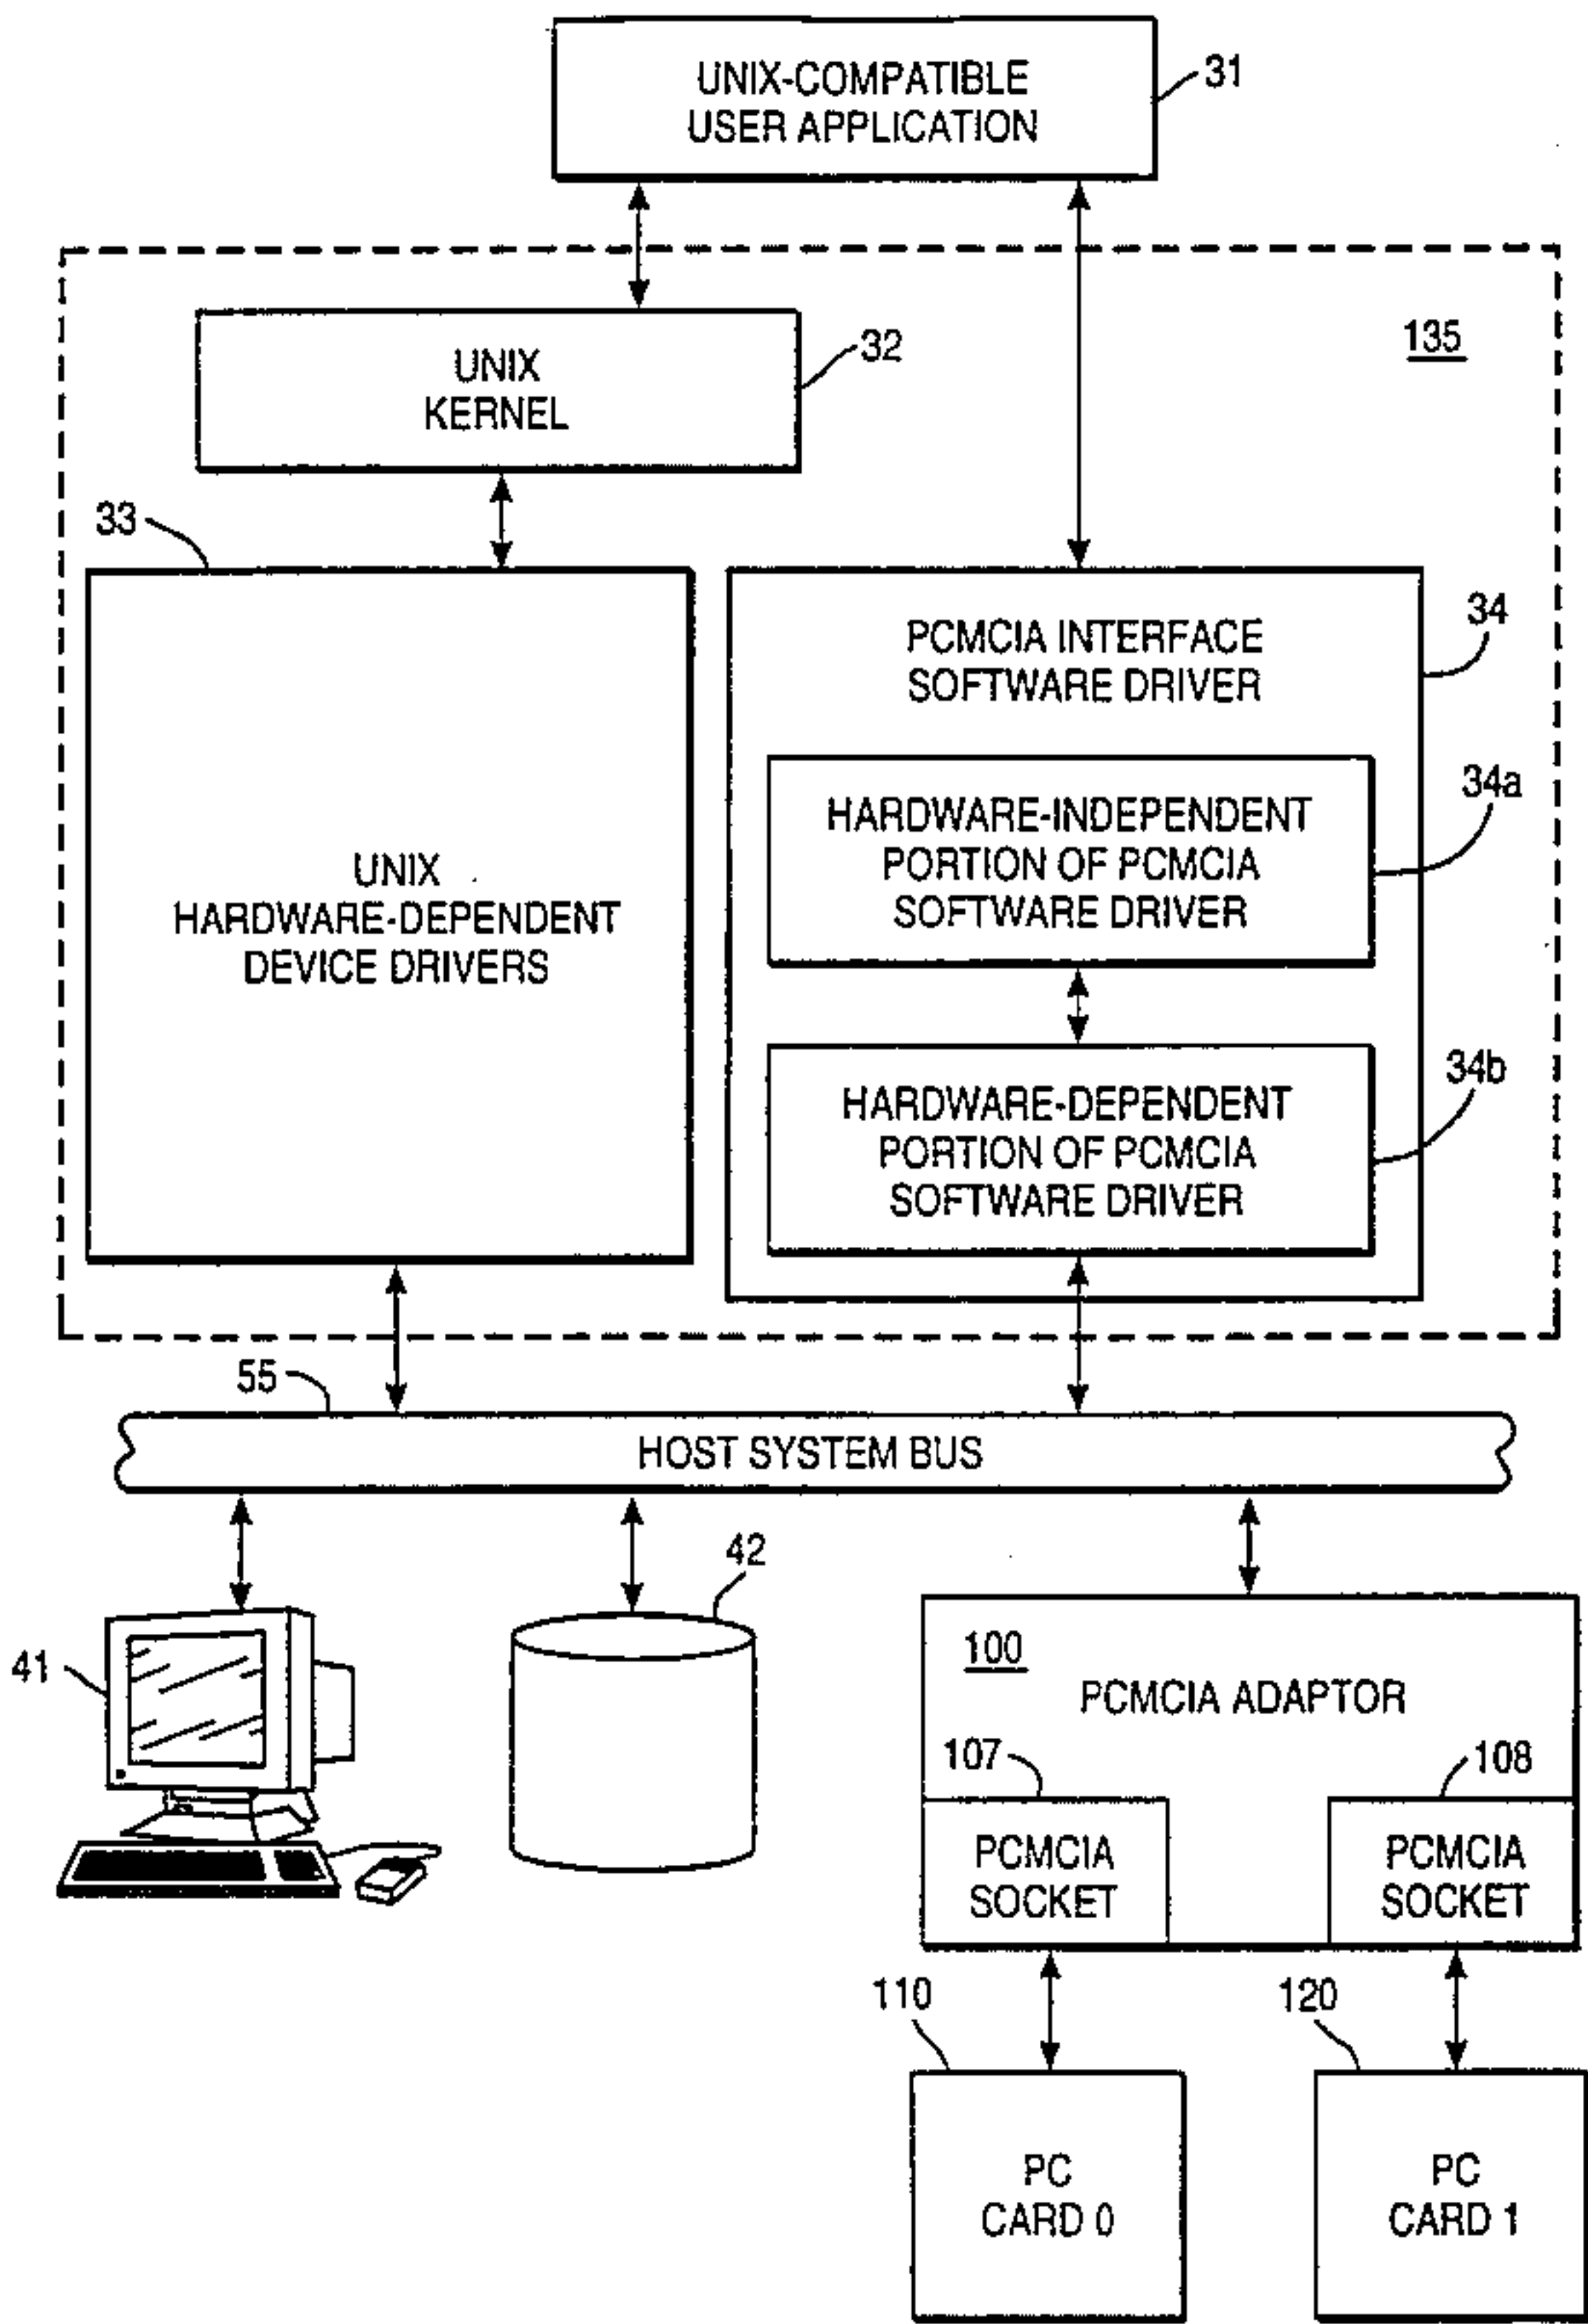 UNIX-COMPATIBLE
USER APPLICATION
31
UNIX
KERNEL
32
135
33
UNIX
HARDWARE-DEPENDENT
DEVICE DRIVERS
PCMCIA INTERFACE
SOFTWARE DRIVER
34
HARDWARE-INDEPENDENT
PORTION OF PCMCIA
SOFTWARE DRIVER
34a
HARDWARE-DEPENDENT
PORTION OF PCMCIA
SOFTWARE DRIVER
34b
55
HOST SYSTEM BUS
41
42
100
PCMCIA ADAPTOR
107
108
PCMCIA
SOCKET
PCMCIA
SOCKET
110
120
PC
CARD 0
PC
CARD 1